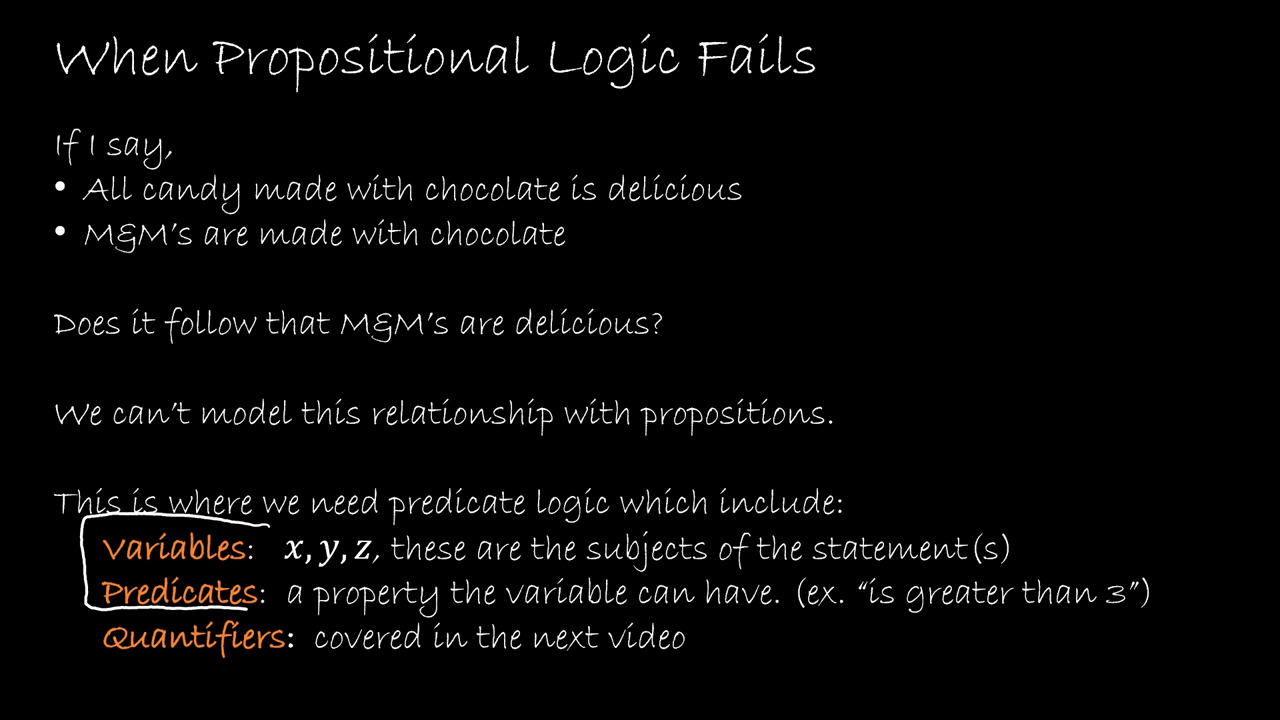 When Propositional Logic Fails
If I say,
• All candy made with chocolate is delicious
• M&M's are made with chocolate
Does it follow that M&M's are delicious?
We can't model this relationship with propositions.
This is where we need predicate logic which include:
Variables: x, y, z, these are the subjects of the statement(s)
Predicates: a property the variable can have. (ex. “is greater than 3”)
Quantifiers: covered in the next video